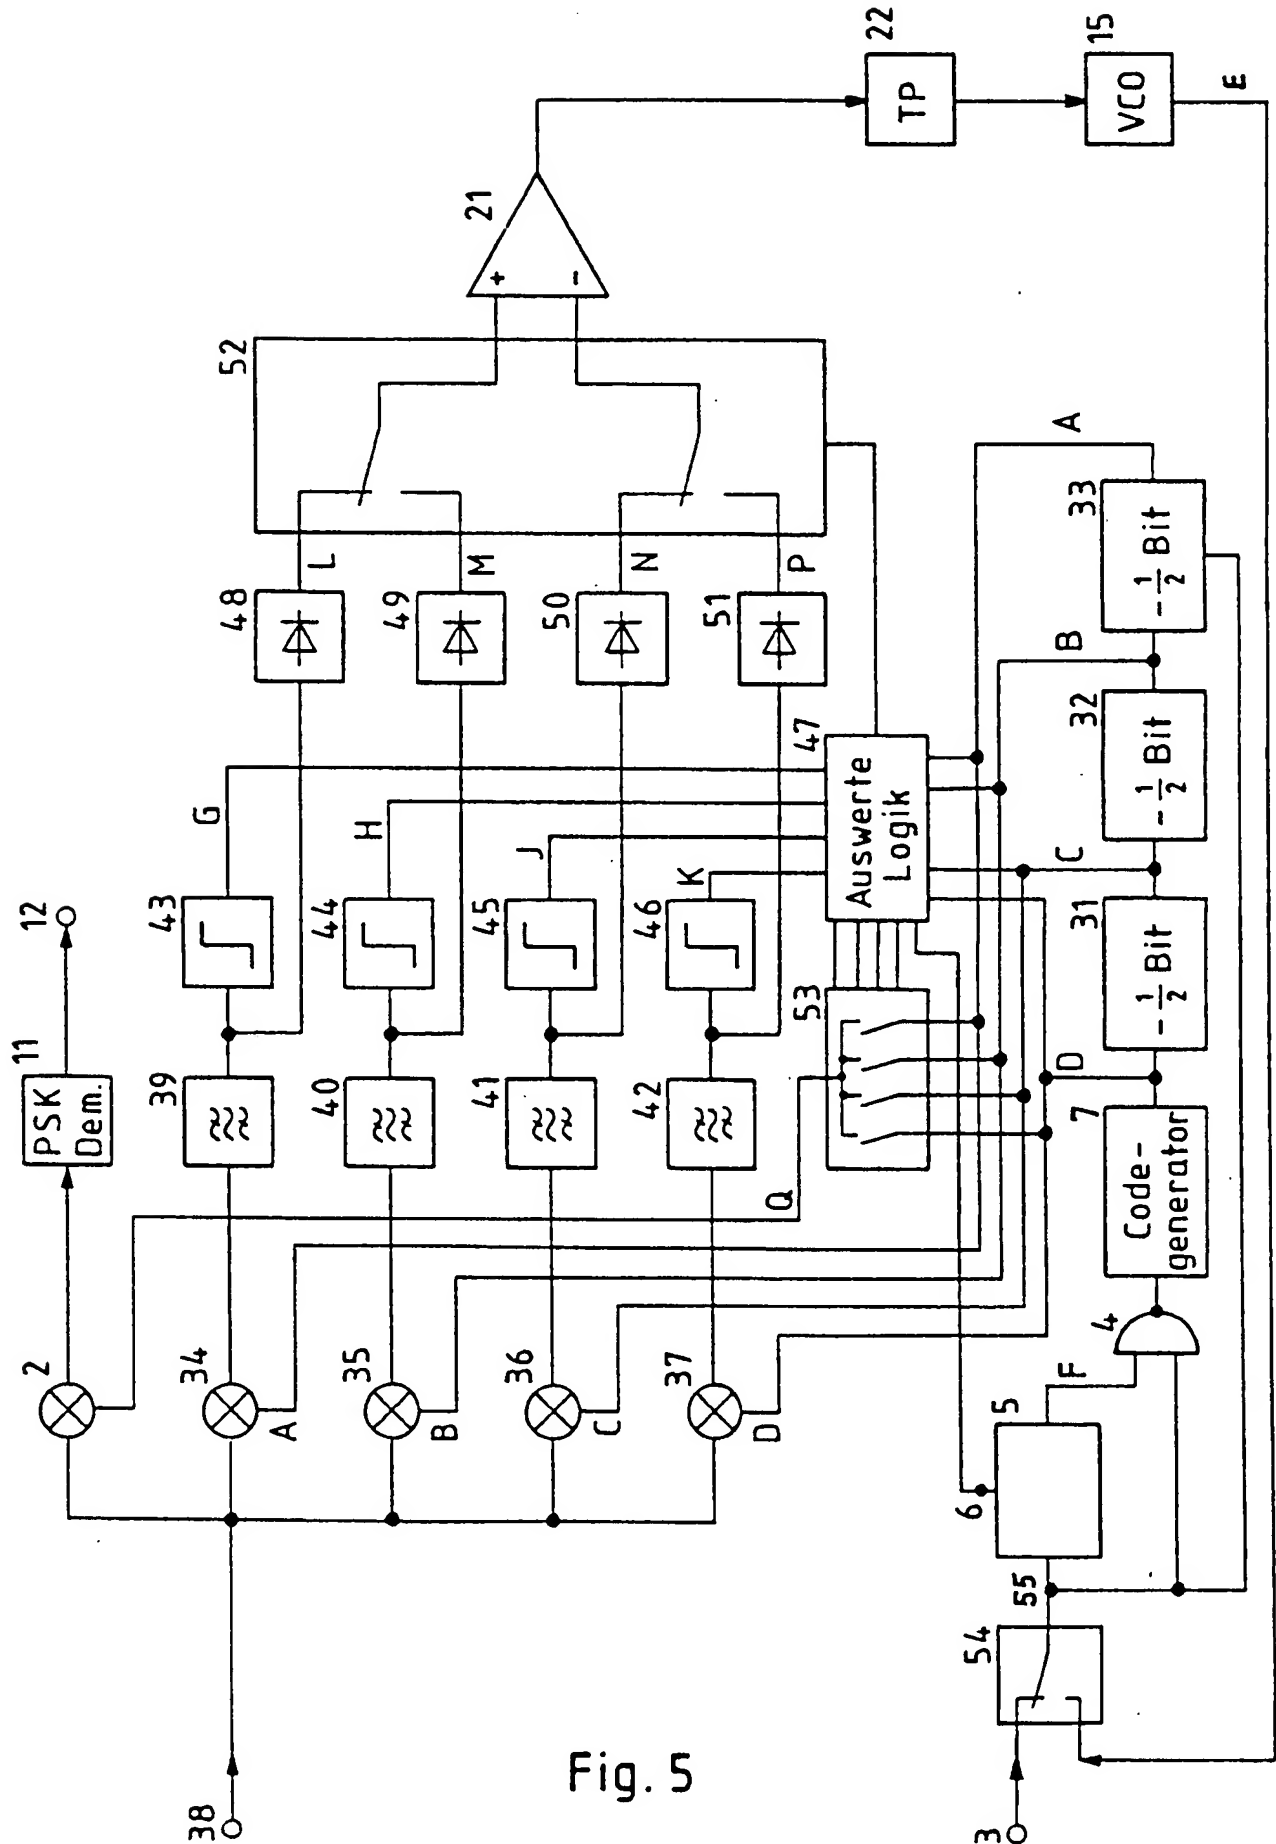 22
TP
15
VCO
E
21
+
-
52
L
48
M
49
N
50
P
51
A
33
- 1/2 Bit
B
32
- 1/2 Bit
C
31
- 1/2 Bit
D
47
Auswerte
Logik
G
H
J
K
43
44
45
46
12
11
PSK
Dem.
39
40
41
42
53
Q
7
Code-
generator
4
F
5
6
2
34
A
35
B
36
C
37
D
55
54
38
3
Fig. 5